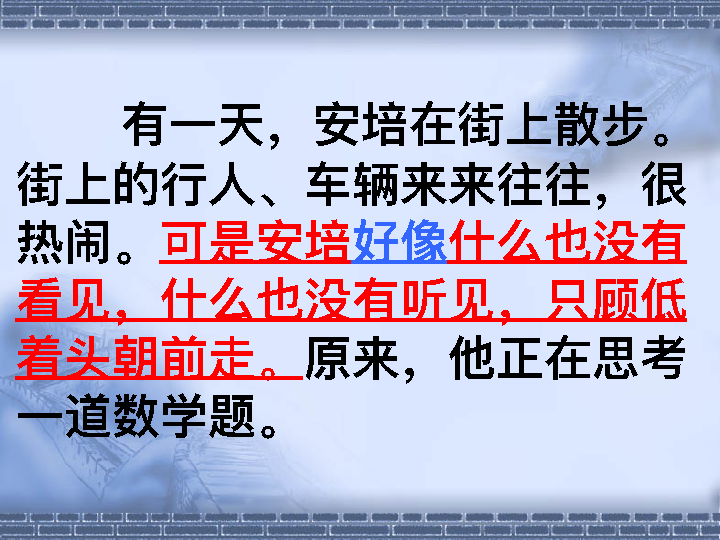 有一天，安培在街上散步。
街上的行人、车辆来来往往，很
热闹。可是安培好像什么也没有
看见，什么也没有听见，只顾低
着头朝前走。原来，他正在思考
一道数学题。